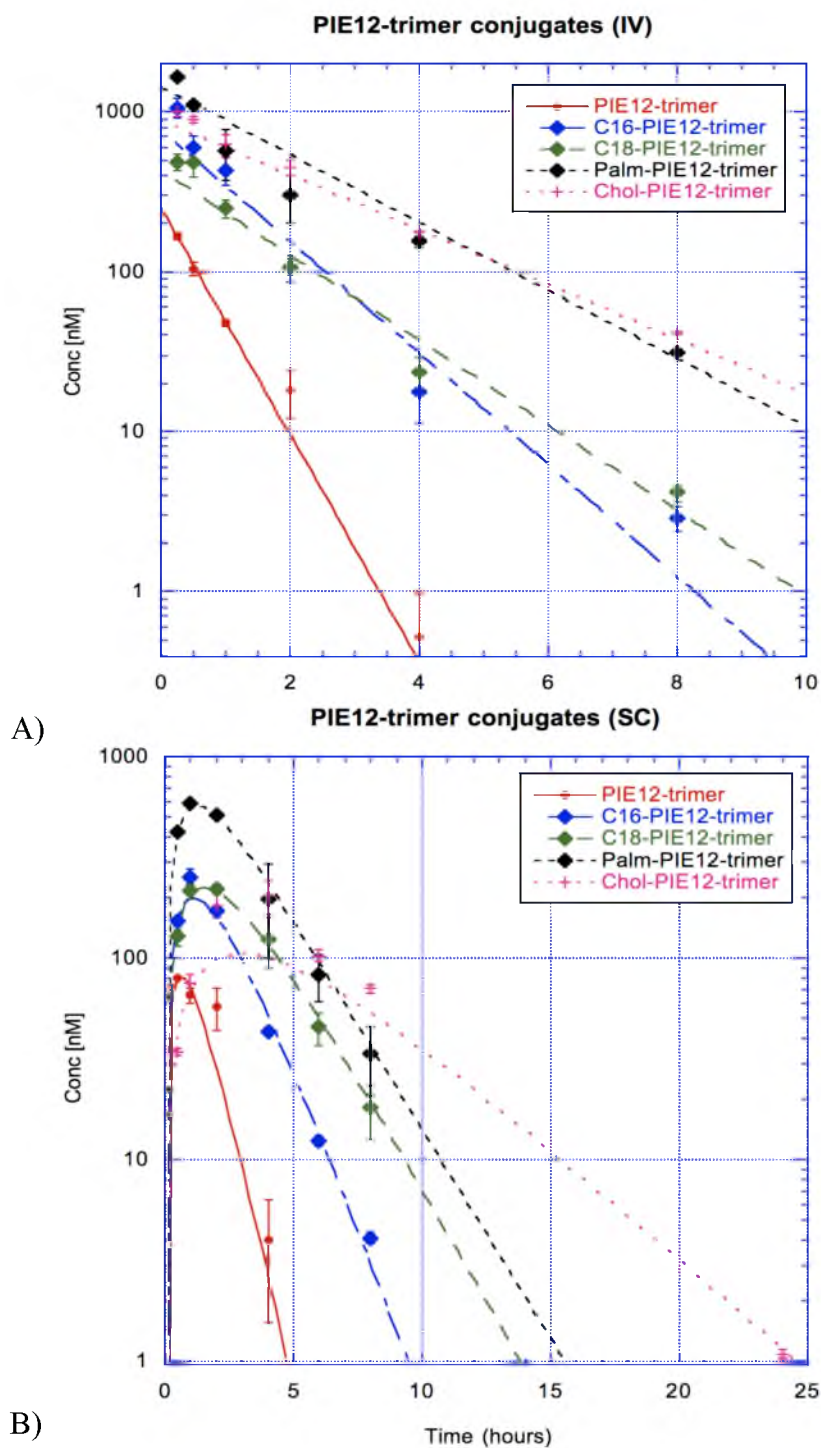 PIE12-trimer conjugates (IV)
1000
100
10
1
Conc [nM]
PIE12-trimer
C16-PIE12-trimer
C18-PIE12-trimer
Palm-PIE12-trimer
Chol-PIE12-trimer
0 2 4 6 8 10
A)
PIE12-trimer conjugates (SC)
1000
100
10
1
Conc [nM]
PIE12-trimer
C16-PIE12-trimer
C18-PIE12-trimer
Palm-PIE12-trimer
Chol-PIE12-trimer
0 5 10 15 20 25
B)
Time (hours)